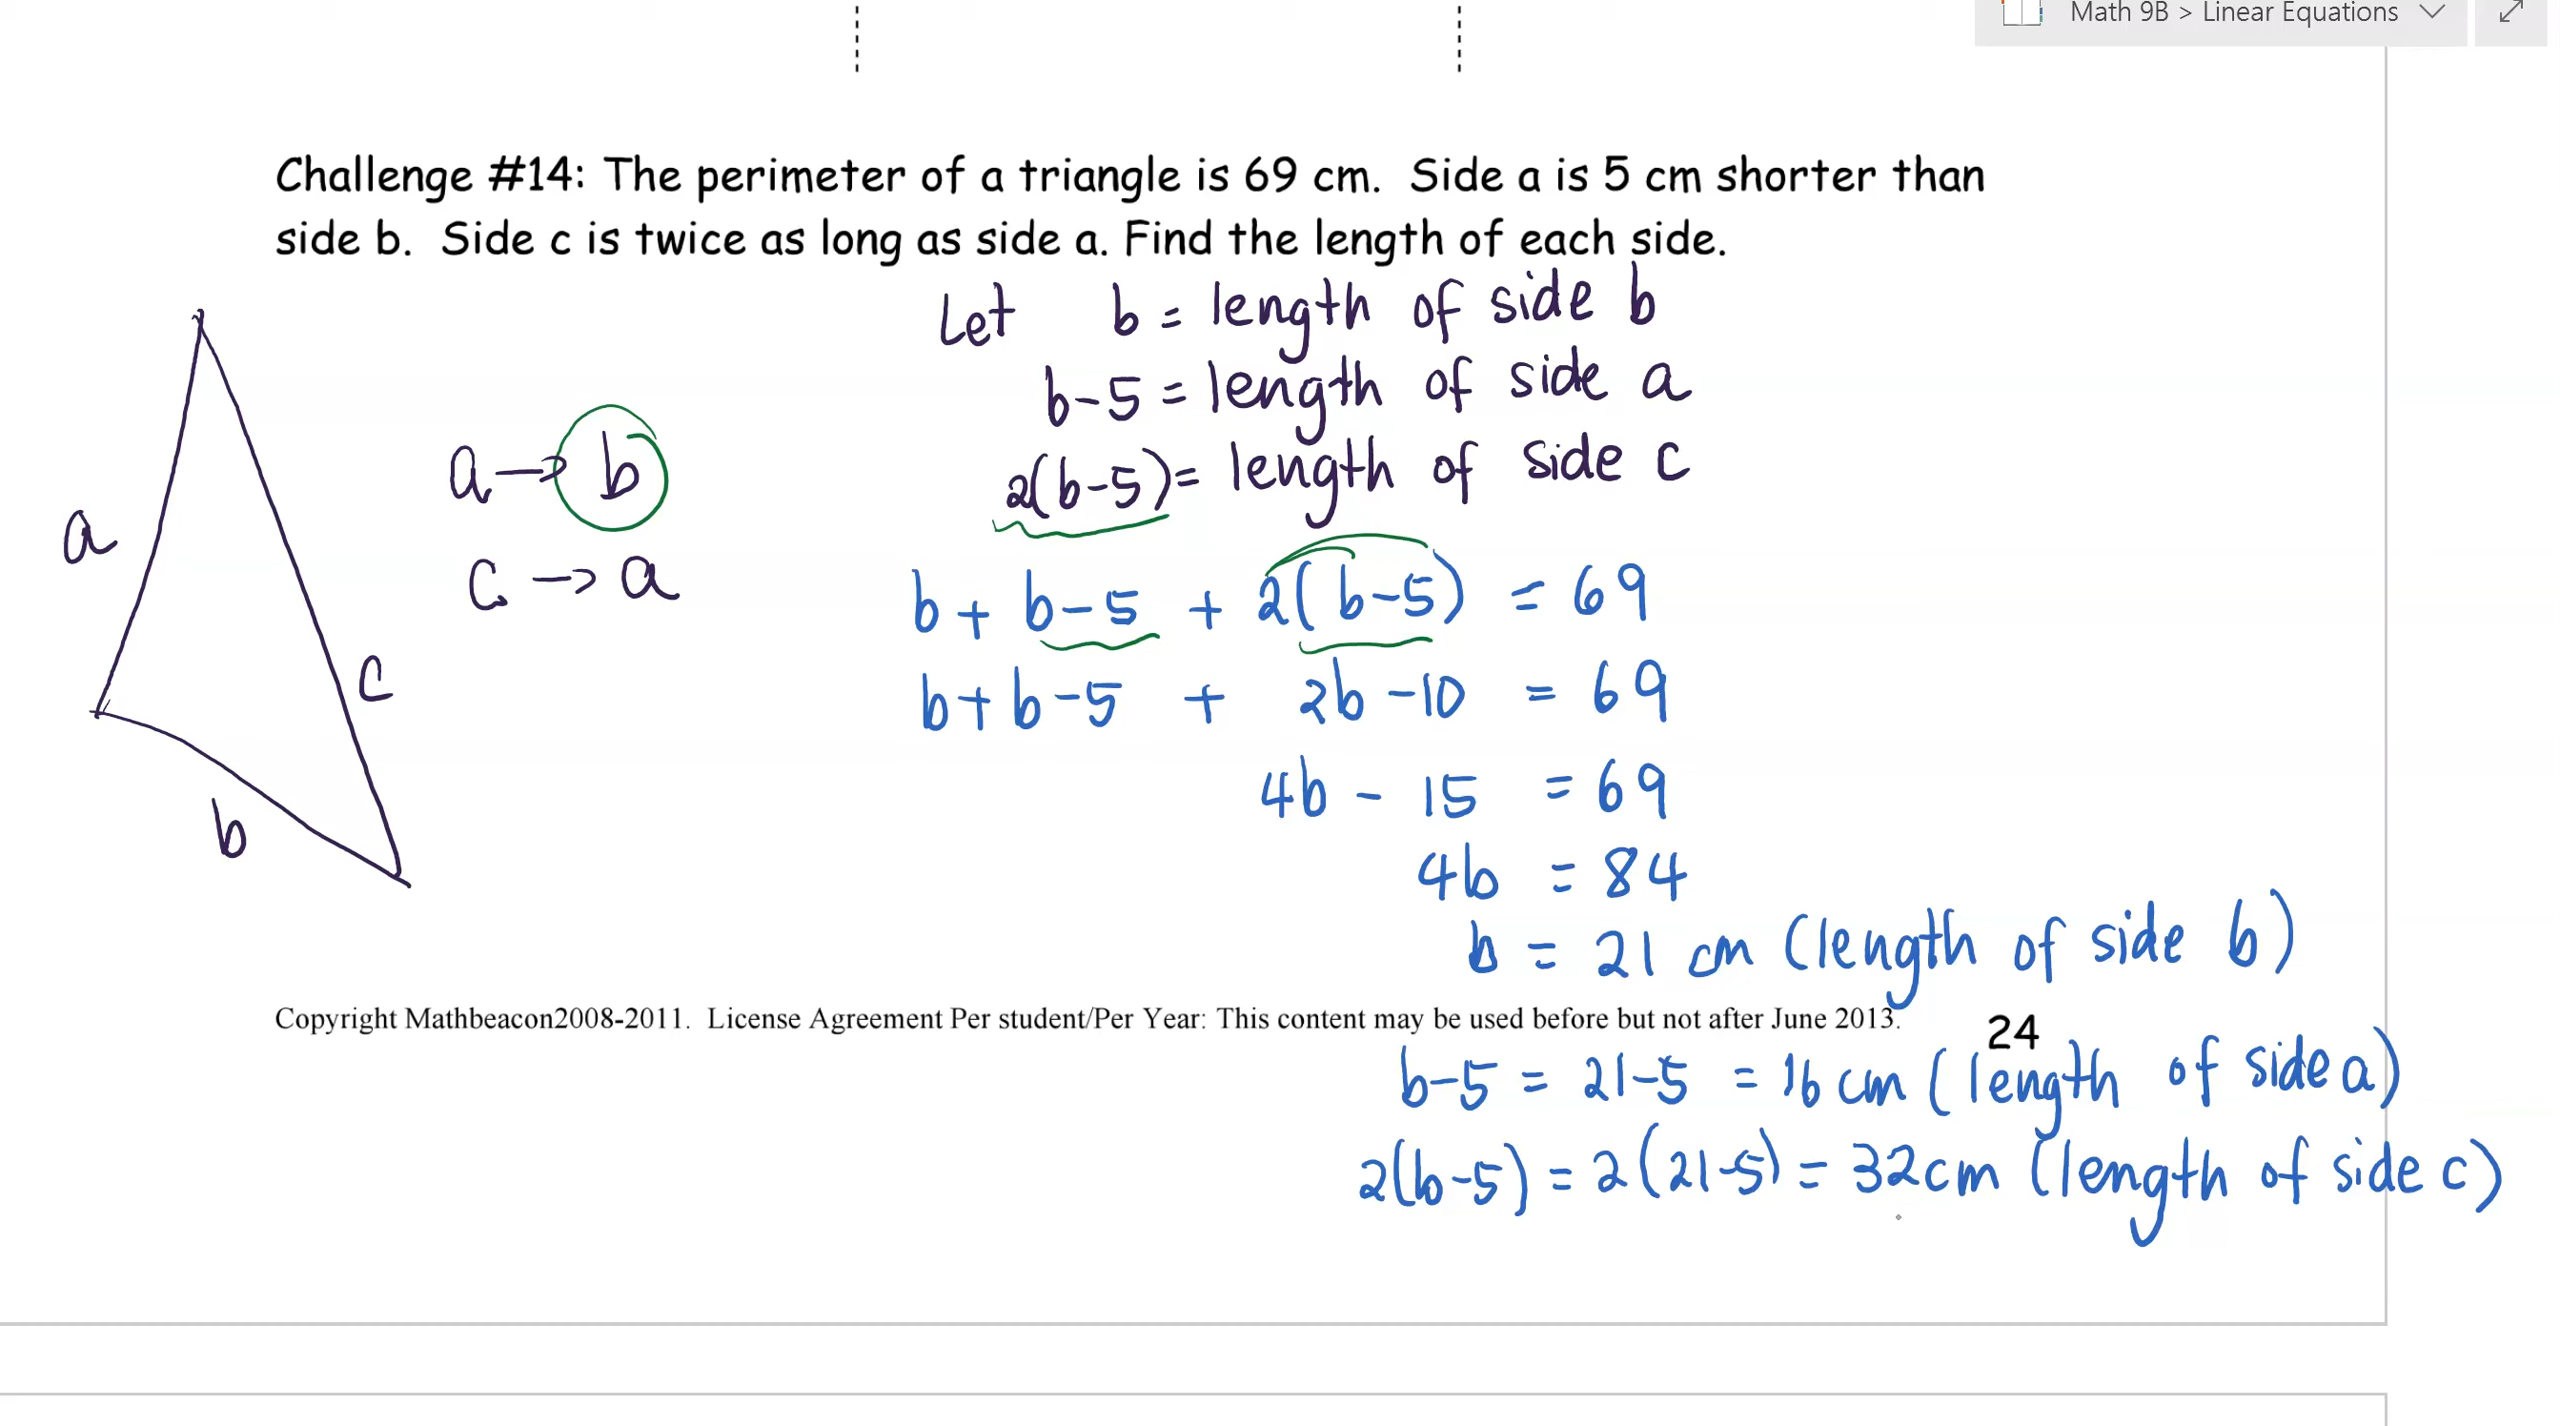 Math 9B > Linear Equations
Challenge #14: The perimeter of a triangle is 69 cm. Side a is 5 cm shorter than
side b. Side c is twice as long as side a. Find the length of each side.
Let b = length of side b
b-5 = length of side a
2(b-5) = length of side c
a → b
c → a
a
c
b
b + b-5 + 2(b-5) = 69
b + b-5 + 2b -10 = 69
4b - 15 = 69
4b = 84
b = 21 cm (length of side b)
Copyright Mathbeacon2008-2011. License Agreement Per student/Per Year: This content may be used before but not after June 2013.
24
b-5 = 21-5 = 16 cm (length of side a)
2(b-5) = 2(21-5) = 32cm (length of side c)